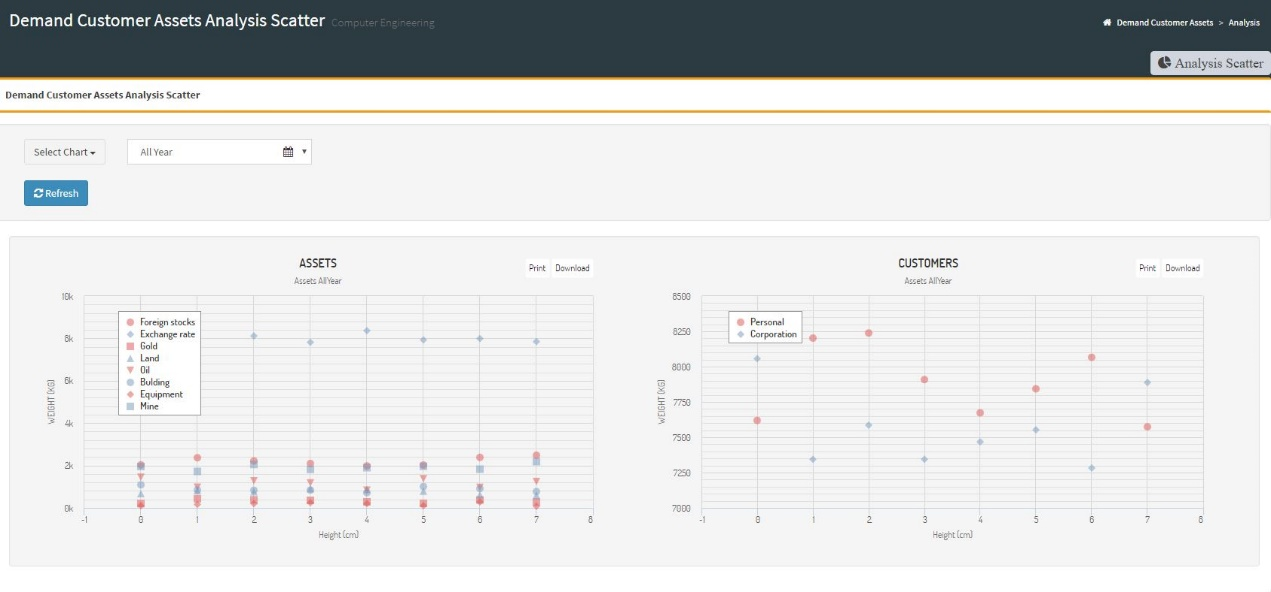 Demand Customer Assets Analysis Scatter Computer Engineering
Demand Customer Assets > Analysis
Analysis Scatter
Demand Customer Assets Analysis Scatter
Select Chart
All Year
Refresh
ASSETS
Assets AllYear
Print Download
10k
8k
6k
4k
2k
0k
WEIGHT (KG)
Foreign stocks
Exchange rate
Gold
Land
Oil
Bulding
Equipment
Mine
-1 0 1 2 3 4 5 6 7 8
Height (cm)
CUSTOMERS
Assets AllYear
Print Download
8500
8250
8000
7750
7500
7250
7000
WEIGHT (KG)
Personal
Corporation
-1 0 1 2 3 4 5 6 7 8
Height (cm)